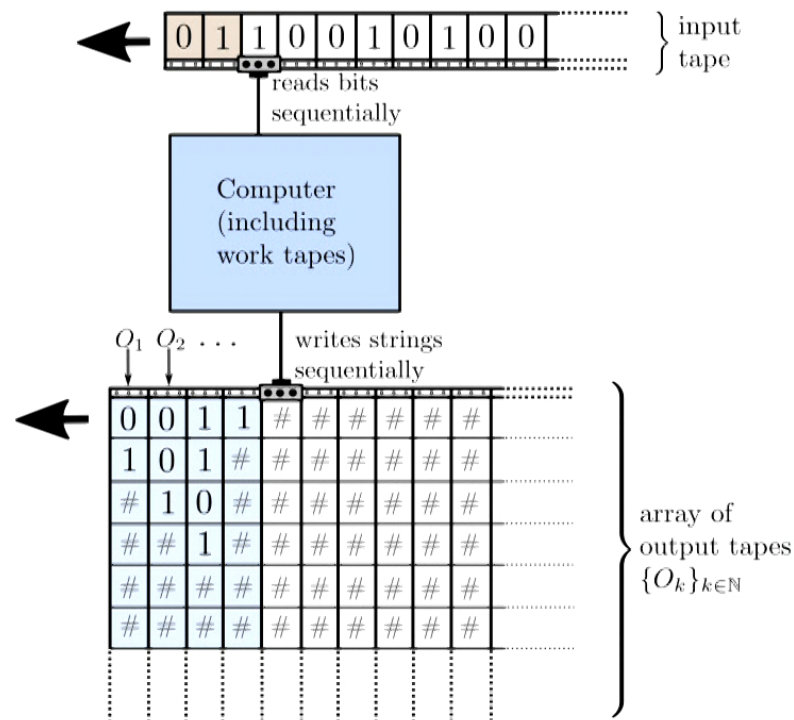 0 1 1 0 0 1 0 1 0 0
input
tape
reads bits
sequentially
Computer
(including
work tapes)
O₁ O₂ . . .
writes strings
sequentially
0 0 1 1 # # # # # #
1 0 1 # # # # # # #
# 1 0 # # # # # # #
# # 1 # # # # # # #
# # # # # # # # # #
# # # # # # # # # #
array of
output tapes
{Oₖ}ₖ∈ℕ